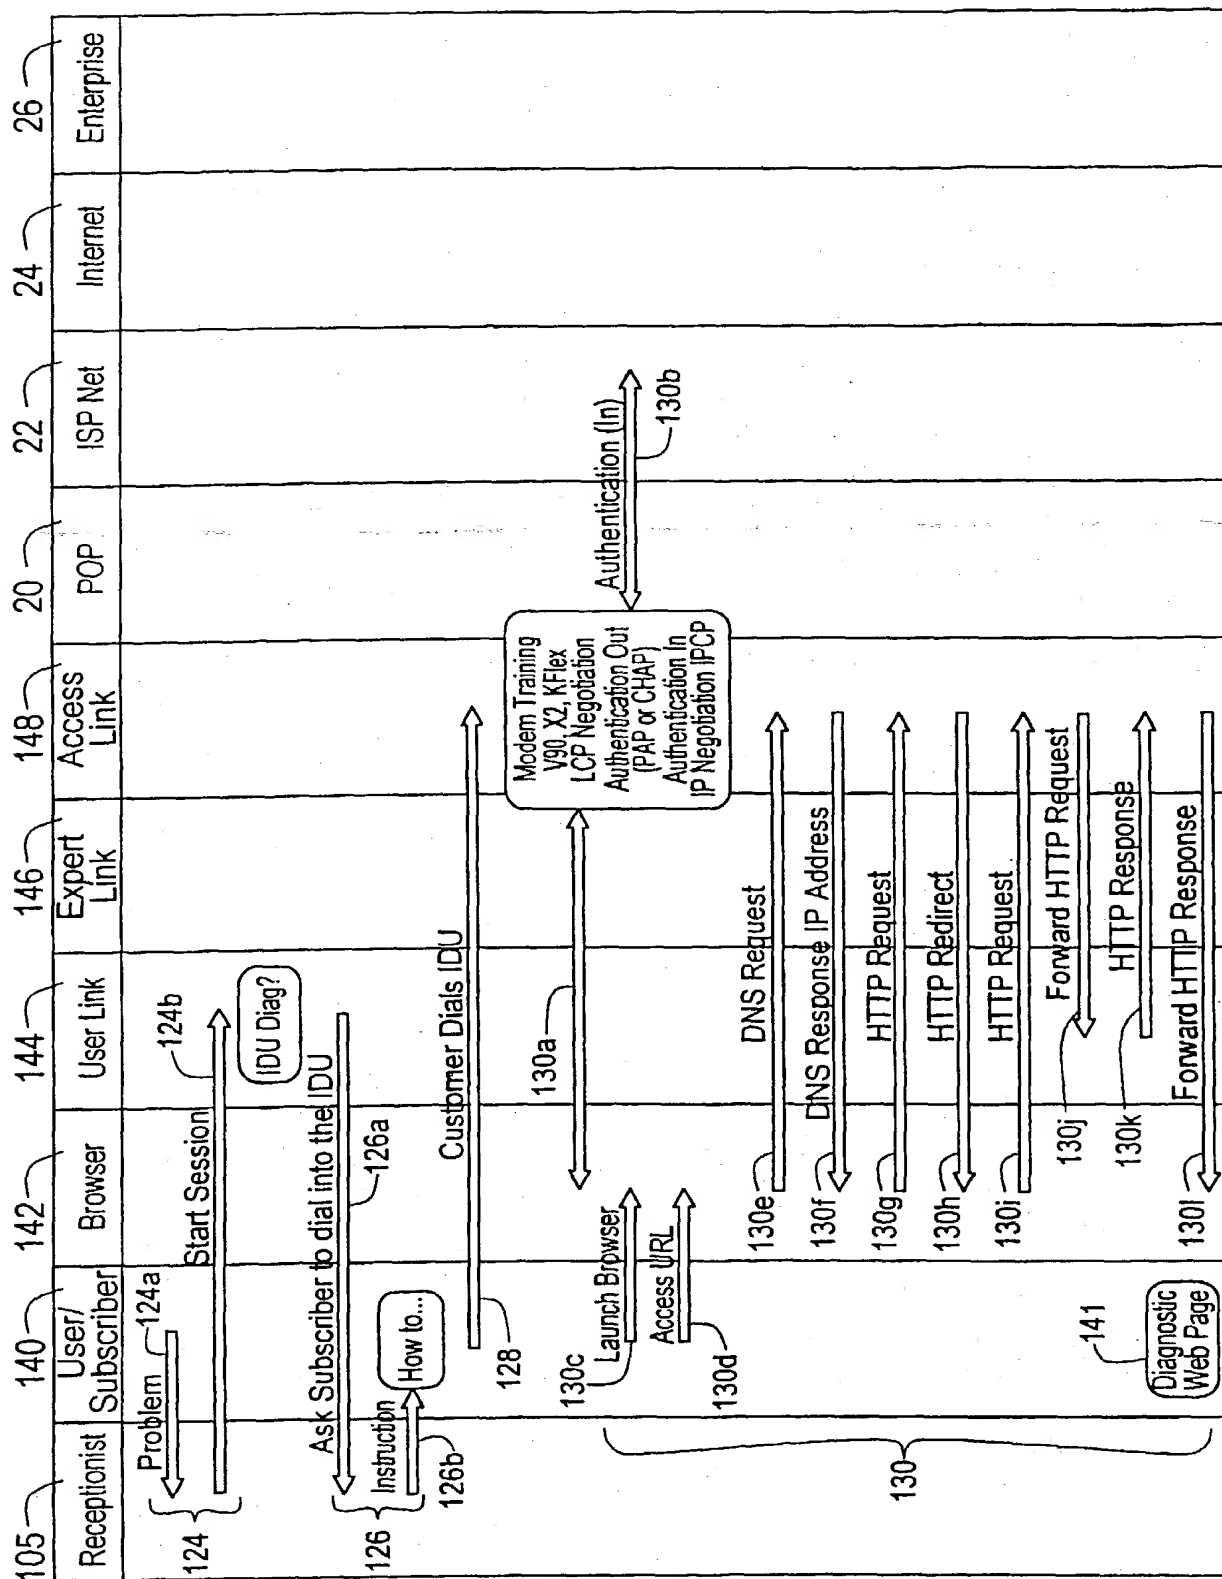 105
140
142
144
146
148
20
22
24
26
Receptionist
User/
Subscriber
Browser
User Link
Expert
Link
Access
Link
POP
ISP Net
Internet
Enterprise
Problem
124a
Start Session
124b
124
IDU Diag?
Ask Subscriber to dial into the IDU
126a
Instruction
How to...
126b
126
Customer Dials IDU
128
130a
Modem Training
V90, X2, KFlex
LCP Negotiation
Authentication Out
(PAP or CHAP)
Authentication In
IP Negotiation IPCP
Authentication (In)
130b
Launch Browser
130c
Access URL
130d
DNS Request
130e
DNS Response IP Address
130f
HTTP Request
130g
HTTP Redirect
130h
HTTP Request
130i
Forward HTTP Request
130j
HTTP Response
130k
Forward HTTP Response
130l
141
Diagnostic
Web Page
130